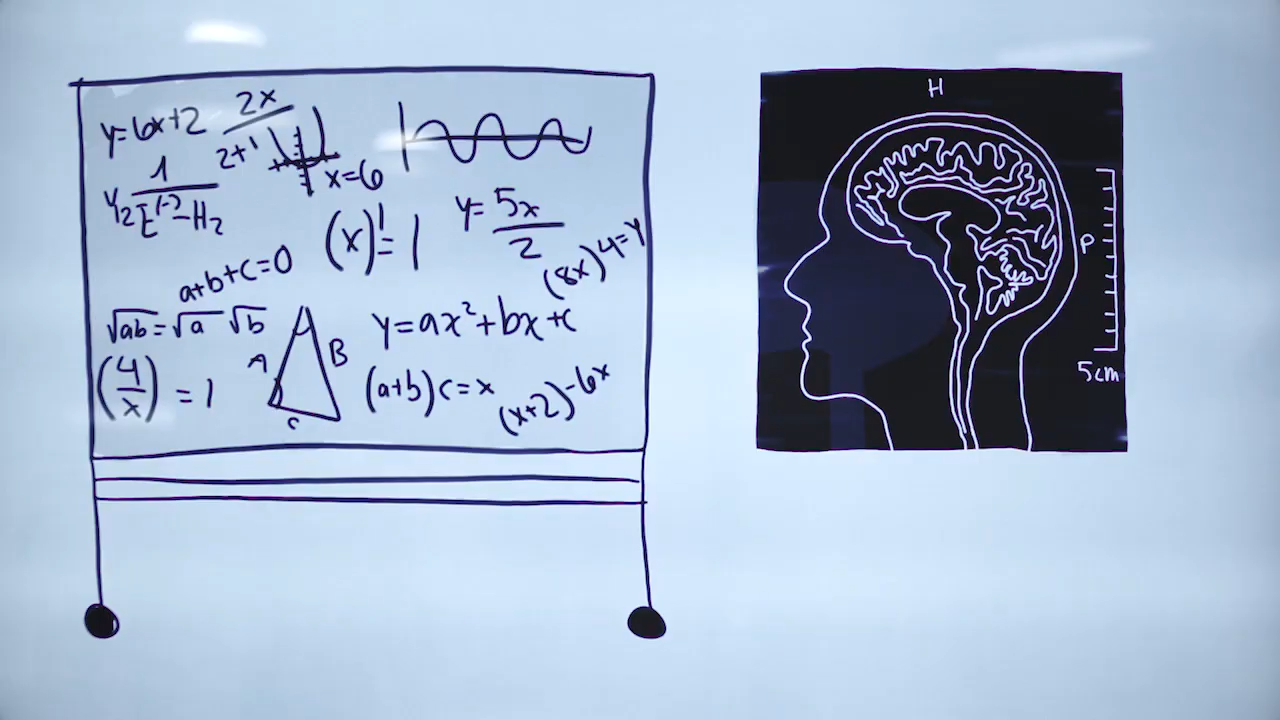 y=6x+2
2x/2+1
x=6
1/E(-)-H2
Y2
(x)!=1
y=5x/2
(8x)4=y
a+b+c=0
√ab=√a √b
A
B
c
y=ax²+bx+c
(4/x)=1
(a+b)c=x
(x+2)-6x
H
P
5cm